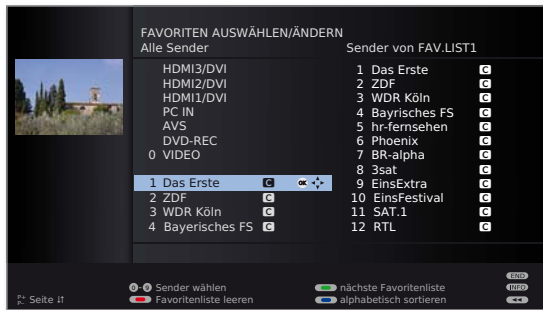 FAVORITEN AUSWÄHLEN/ÄNDERN
Alle Sender
HDMI3/DVI
HDMI2/DVI
HDMI1/DVI
PC IN
AVS
DVD-REC
0 VIDEO
1 Das Erste C OK
2 ZDF C
3 WDR Köln C
4 Bayerisches FS C
Sender von FAV.LIST1
1 Das Erste C
2 ZDF C
3 WDR Köln C
4 Bayrisches FS C
5 hr-fernsehen C
6 Phoenix C
7 BR-alpha C
8 3sat C
9 EinsExtra C
10 EinsFestival C
11 SAT.1 C
12 RTL C
P+ P- Seite
0-9 Sender wählen
Favoritenliste leeren
nächste Favoritenliste
alphabetisch sortieren
END
INFO